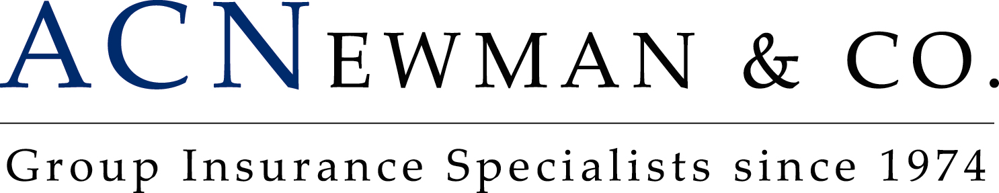 ACNEWMAN & CO.
Group Insurance Specialists since 1974